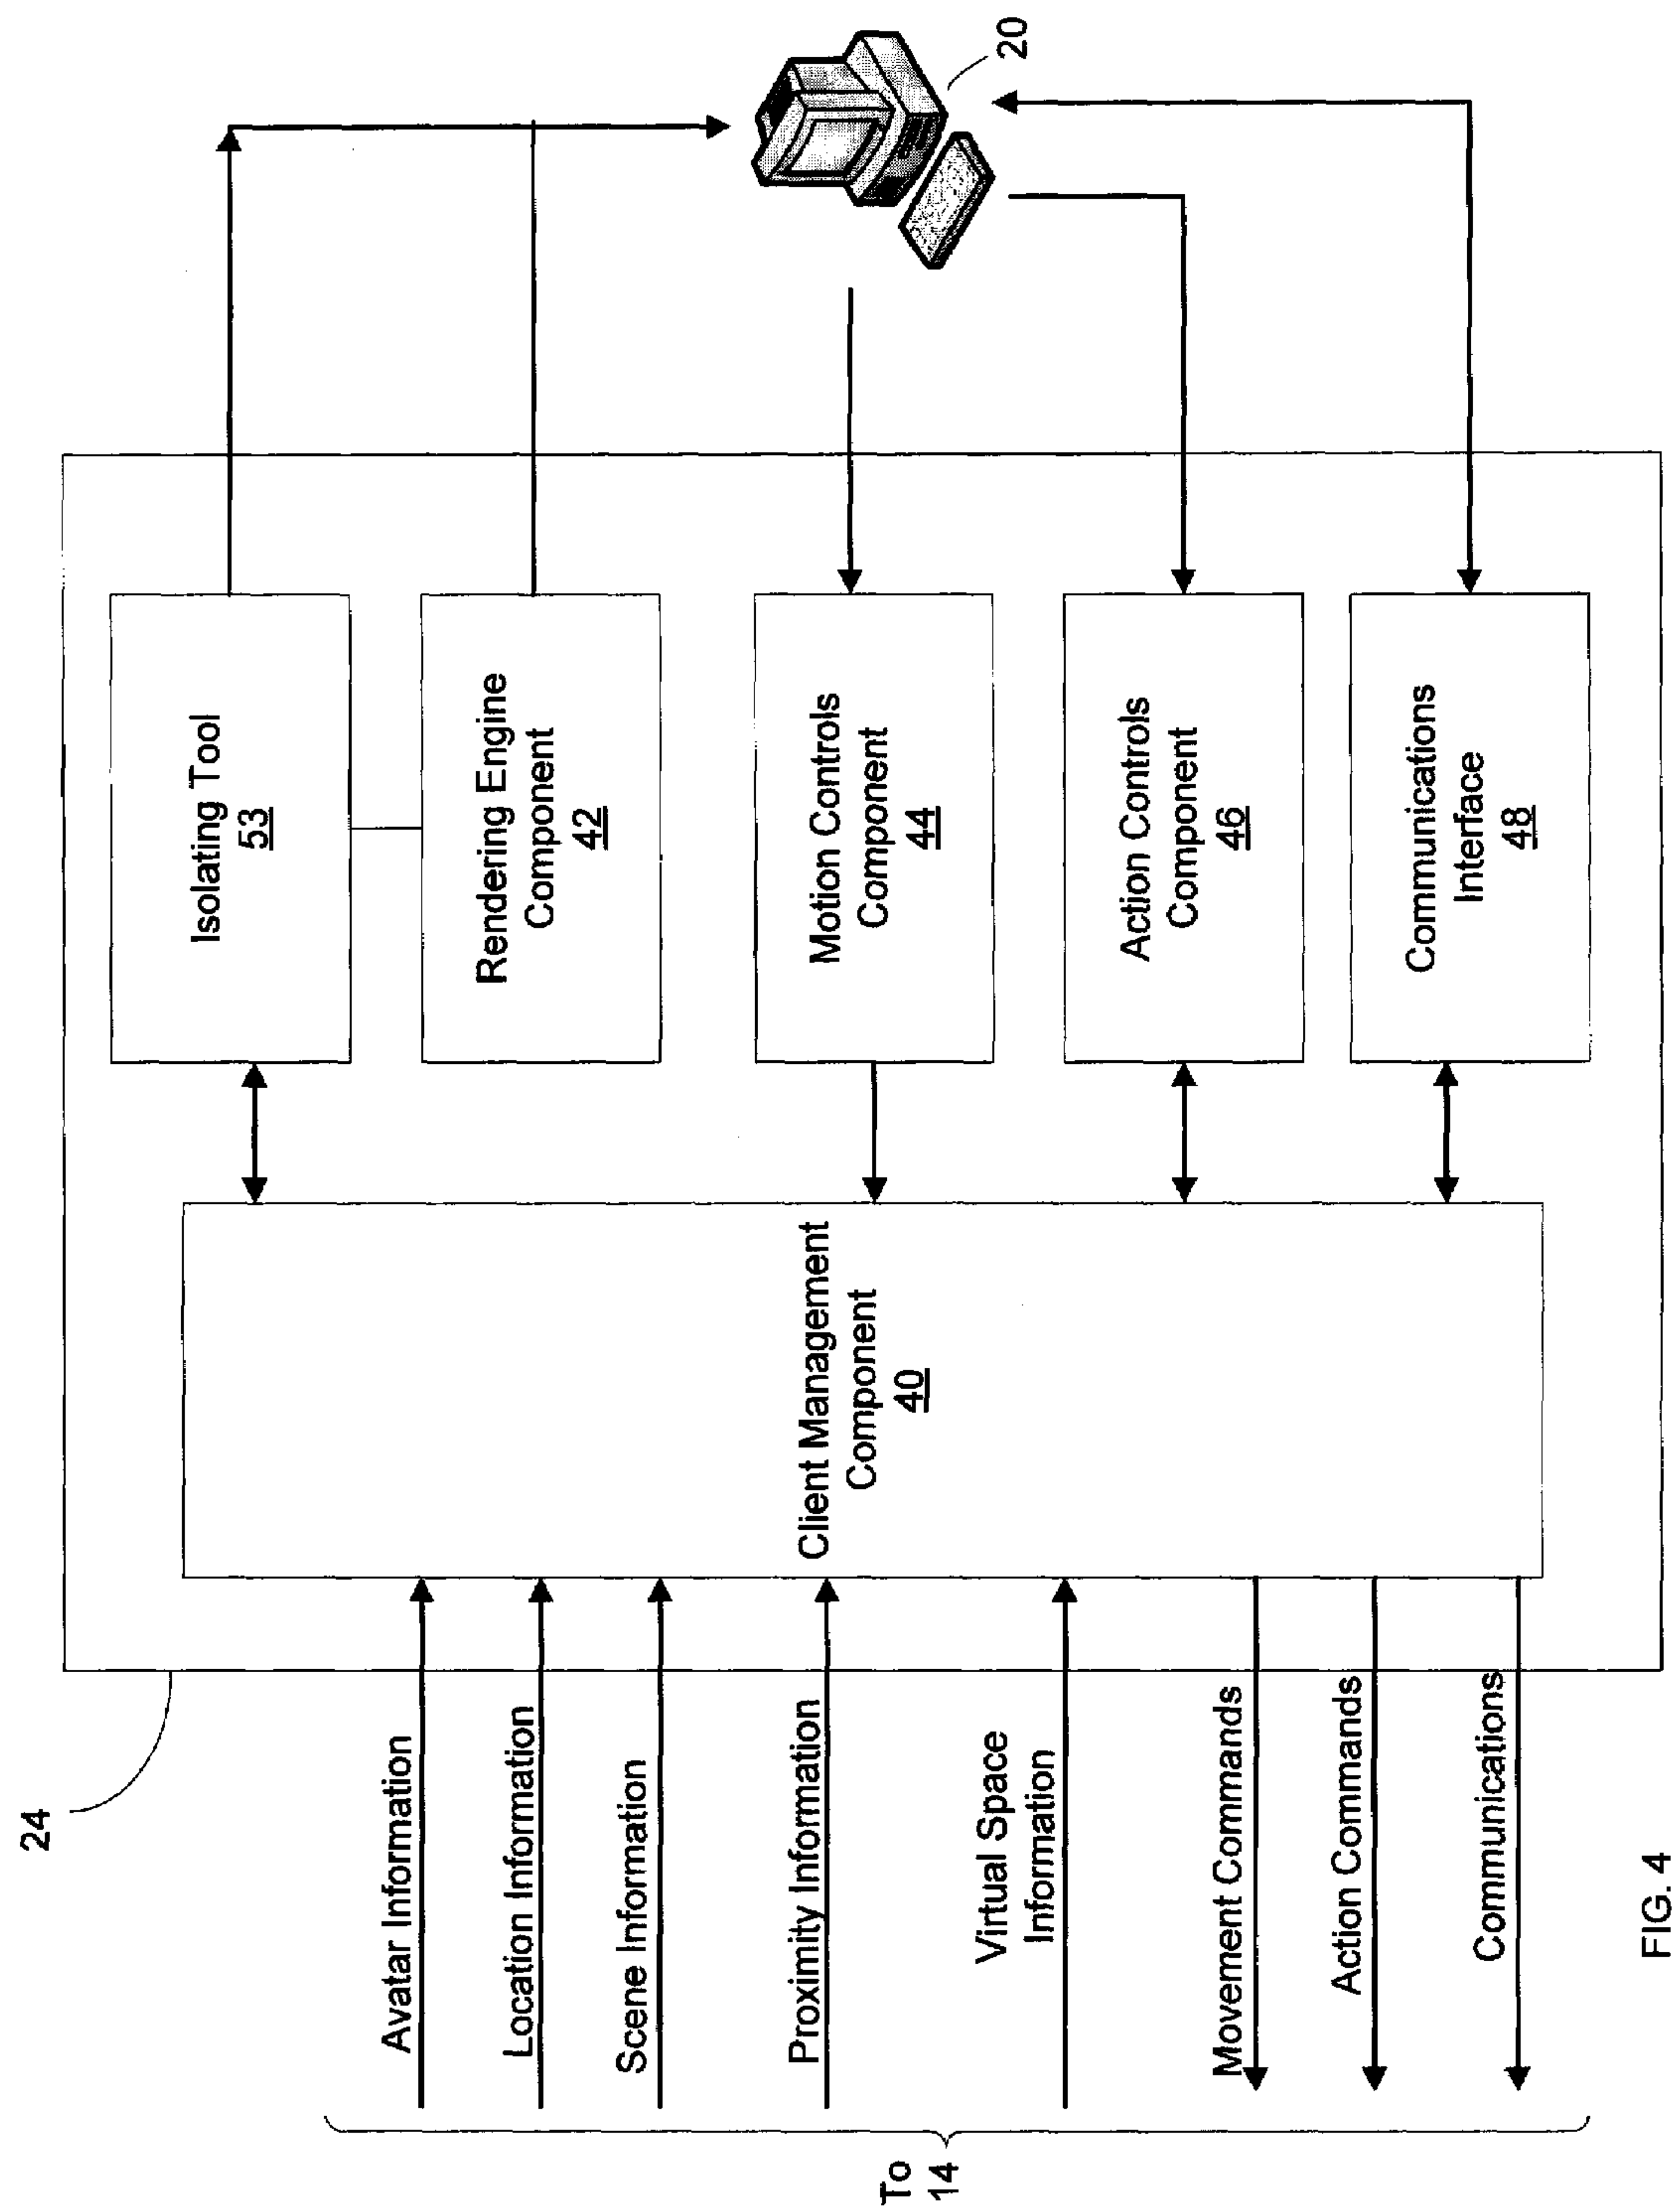 24
Avatar Information
Location Information
Scene Information
Proximity Information
Virtual Space
Information
Movement Commands
Action Commands
Communications
To
14
Client Management
Component
40
Isolating Tool
53
Rendering Engine
Component
42
Motion Controls
Component
44
Action Controls
Component
46
Communications
Interface
48
20
FIG. 4